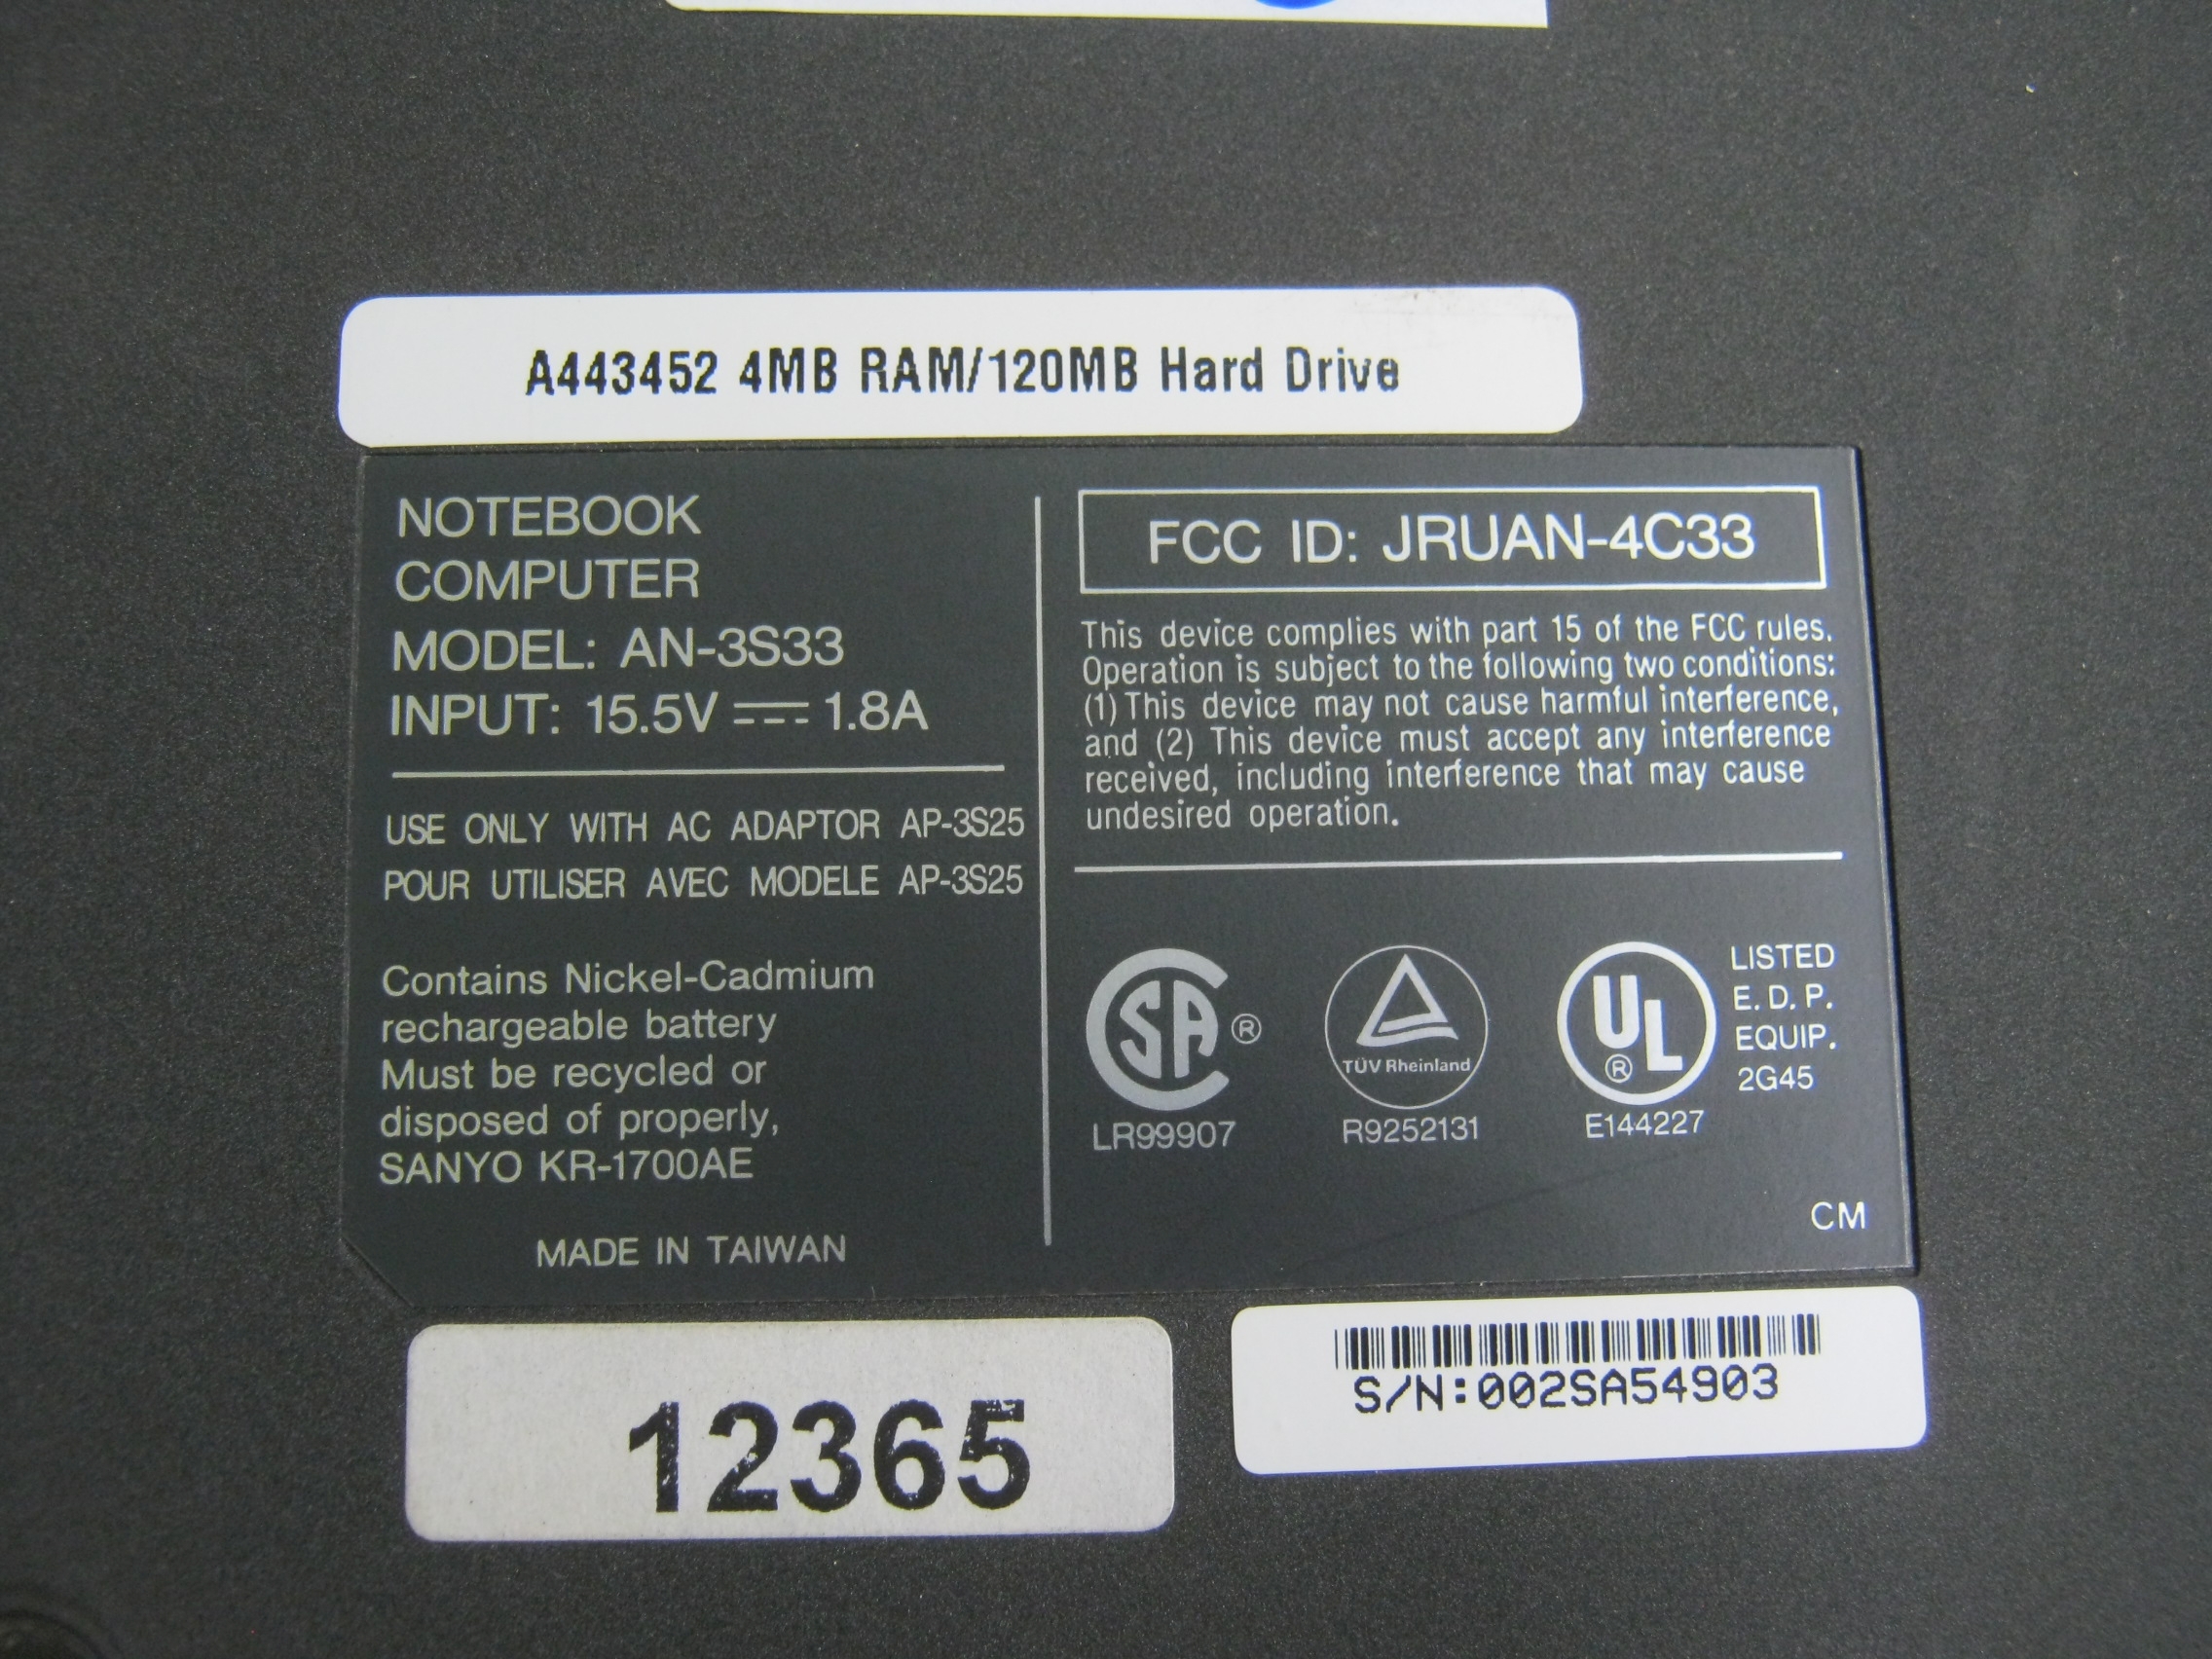 A443452 4MB RAM/120MB Hard Drive
NOTEBOOK
COMPUTER
MODEL: AN-3S33
INPUT: 15.5V ⎓ 1.8A
USE ONLY WITH AC ADAPTOR AP-3S25
POUR UTILISER AVEC MODELE AP-3S25
Contains Nickel-Cadmium
rechargeable battery
Must be recycled or
disposed of properly,
SANYO KR-1700AE
MADE IN TAIWAN
FCC ID: JRUAN-4C33
This device complies with part 15 of the FCC rules.
Operation is subject to the following two conditions:
(1) This device may not cause harmful interference,
and (2) This device must accept any interference
received, including interference that may cause
undesired operation.
CSA ®
LR99907
TÜV Rheinland
R9252131
UL ®
E144227
LISTED
E. D. P.
EQUIP.
2G45
CM
12365
S/N:002SA54903